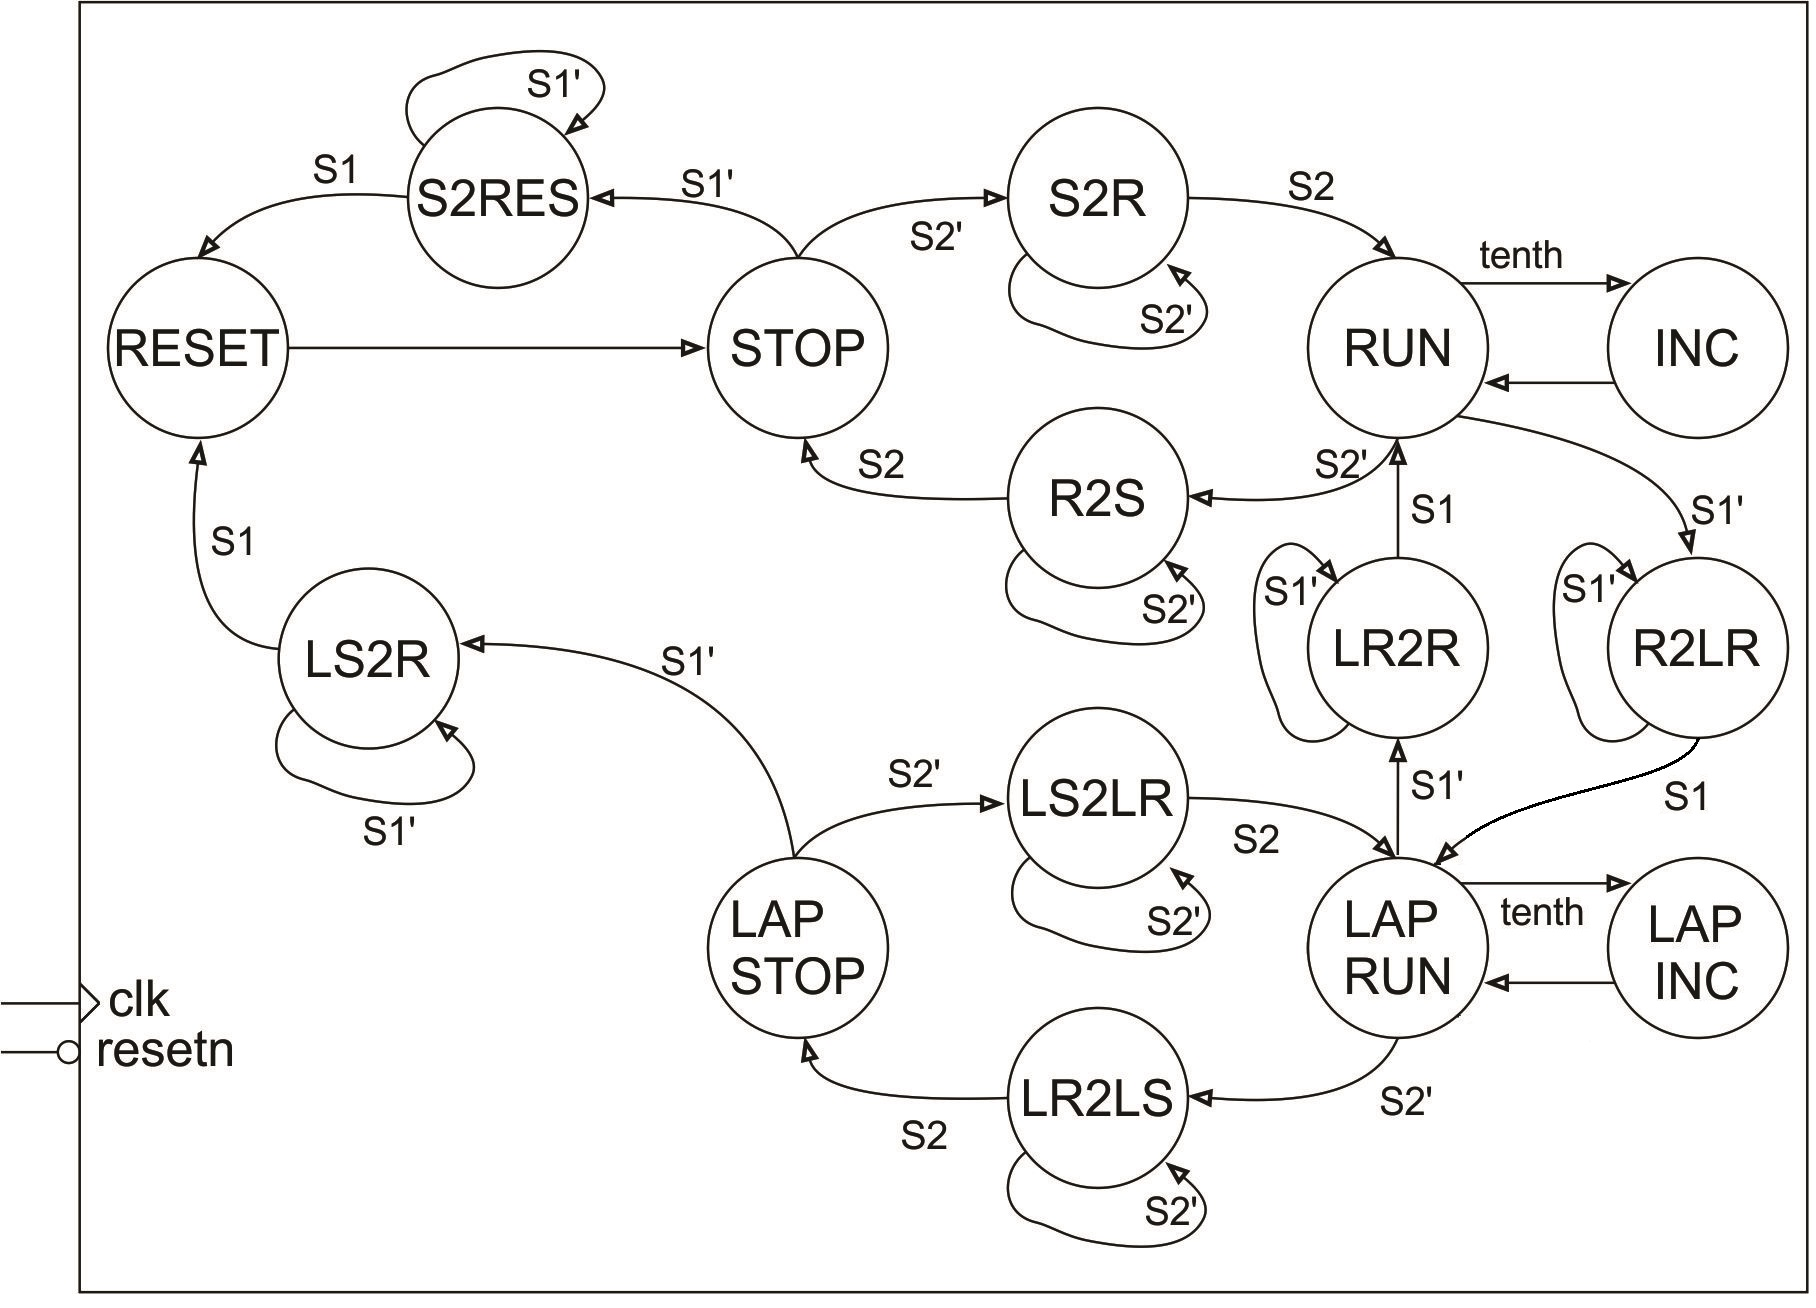 S1'
S2RES
S1
S1'
S2'
S2R
S2
S2'
tenth
RESET
STOP
RUN
INC
S2
R2S
S2'
S2'
S1
S1'
S1
LS2R
S1'
S1'
S1'
LR2R
S1'
R2LR
S2'
LS2LR
S2
S2'
S1'
S1
LAP
STOP
LAP
RUN
tenth
LAP
INC
clk
resetn
S2
LR2LS
S2'
S2'